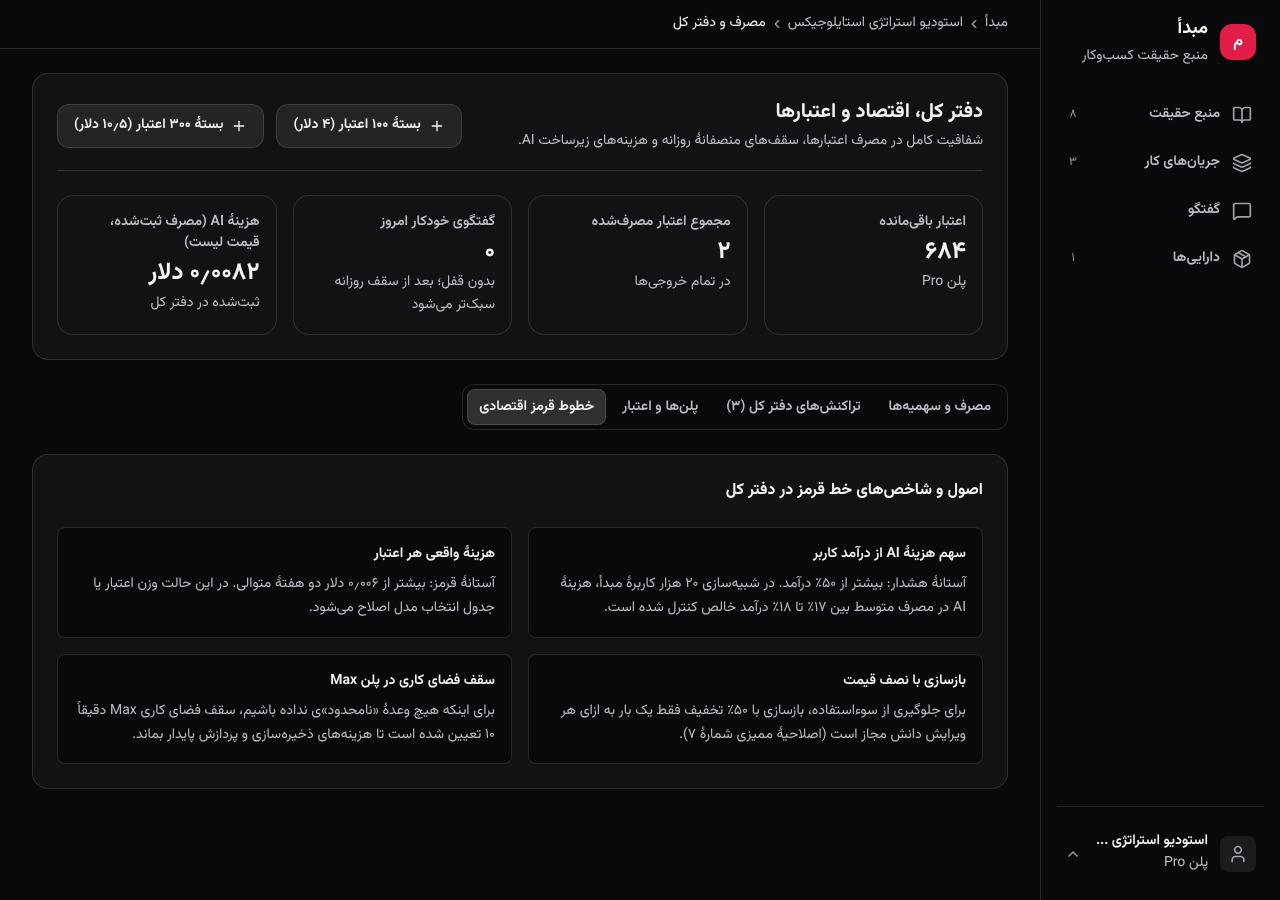 م
مبدأ
منبع حقیقت کسب‌وکار
منبع حقیقت ۸
جریان‌های کار ۳
گفتگو
دارایی‌ها ۱
استودیو استراتژی ...
پلن Pro
مبدأ › استودیو استراتژی استایلوجیکس › مصرف و دفتر کل
دفتر کل، اقتصاد و اعتبارها
شفافیت کامل در مصرف اعتبارها، سقف‌های منصفانهٔ روزانه و هزینه‌های زیرساخت AI.
+ بستهٔ ۱۰۰ اعتبار (۴ دلار)
+ بستهٔ ۳۰۰ اعتبار (۱۰٫۵ دلار)
اعتبار باقی‌مانده
۶۸۴
پلن Pro
مجموع اعتبار مصرف‌شده
۲
در تمام خروجی‌ها
گفتگوی خودکار امروز
۰
بدون قفل؛ بعد از سقف روزانه
سبک‌تر می‌شود
هزینهٔ AI (مصرف ثبت‌شده،
قیمت لیست)
۰٫۰۰۸۲ دلار
ثبت‌شده در دفتر کل
مصرف و سهمیه‌ها
تراکنش‌های دفتر کل (۳)
پلن‌ها و اعتبار
خطوط قرمز اقتصادی
اصول و شاخص‌های خط قرمز در دفتر کل
سهم هزینهٔ AI از درآمد کاربر
آستانهٔ هشدار: بیشتر از ۵۰٪ درآمد. در شبیه‌سازی ۲۰ هزار کاربرهٔ مبدأ، هزینهٔ
AI در مصرف متوسط بین ۱۷٪ تا ۱۸٪ درآمد خالص کنترل شده است.
هزینهٔ واقعی هر اعتبار
آستانهٔ قرمز: بیشتر از ۰٫۰۰۶ دلار دو هفتهٔ متوالی. در این حالت وزن اعتبار یا
جدول انتخاب مدل اصلاح می‌شود.
بازسازی با نصف قیمت
برای جلوگیری از سوءاستفاده، بازسازی با ۵۰٪ تخفیف فقط یک بار به ازای هر
ویرایش دانش مجاز است (اصلاحیهٔ ممیزی شمارهٔ ۷).
سقف فضای کاری در پلن Max
برای اینکه هیچ وعدهٔ «نامحدود»ی نداده باشیم، سقف فضای کاری Max دقیقاً
۱۰ تعیین شده است تا هزینه‌های ذخیره‌سازی و پردازش پایدار بماند.